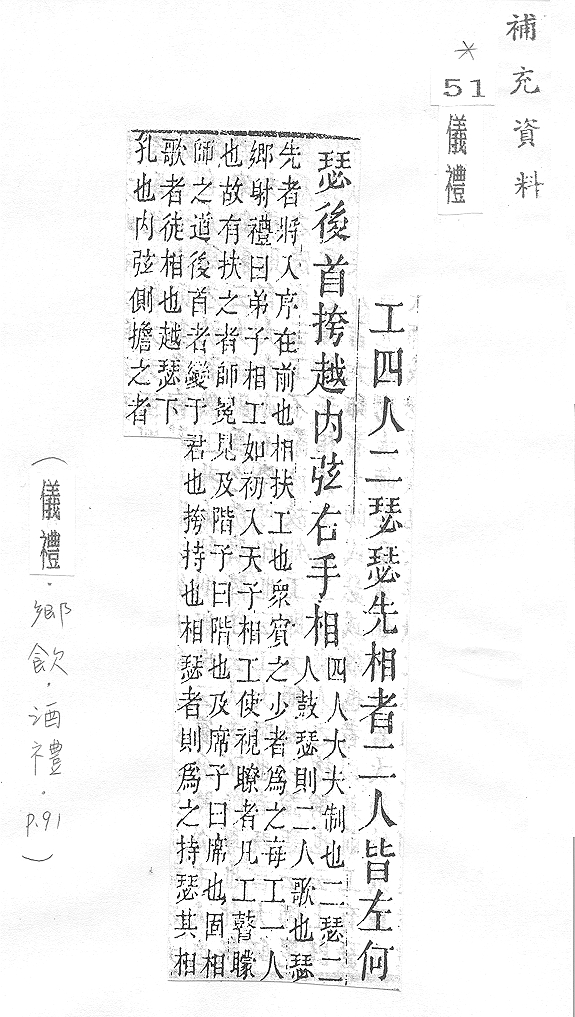 補充資料
*
51
儀禮
工四人二瑟瑟先相者二人皆左何
瑟後首挎越内弦右手相
四人大夫制也二瑟二
人鼓瑟則二人歌也瑟
先者將入序在前也相扶工也衆賓之少者爲之每工一人
鄉射禮曰弟子相工如初入天子相工使視瞭者凡工瞽矇
也故有扶之者師冕見及階子曰階也及席子曰席也固相
師之道後首者變于君也挎持也相瑟者則爲之持瑟其相
歌者徒相也越瑟下
孔也内弦側擔之者
(儀禮·鄉飲·酒禮·P.91)